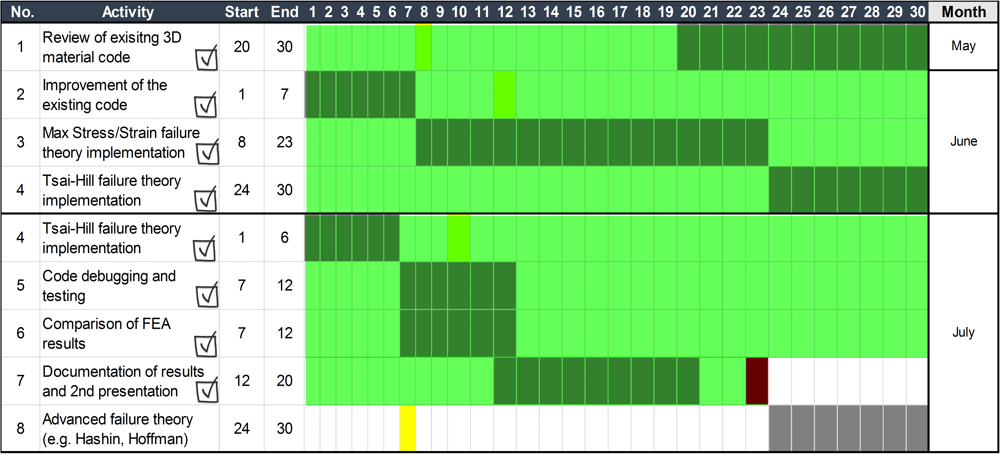 No. Activity Start End 1 2 3 4 5 6 7 8 9 10 11 12 13 14 15 16 17 18 19 20 21 22 23 24 25 26 27 28 29 30 Month
1 Review of exisitng 3D
material code 20 30 May
2 Improvement of the
existing code 1 7 June
3 Max Stress/Strain failure
theory implementation 8 23
4 Tsai-Hill failure theory
implementation 24 30
4 Tsai-Hill failure theory
implementation 1 6 July
5 Code debugging and
testing 7 12
6 Comparison of FEA
results 7 12
7 Documentation of results
and 2nd presentation 12 20
8 Advanced failure theory
(e.g. Hashin, Hoffman) 24 30